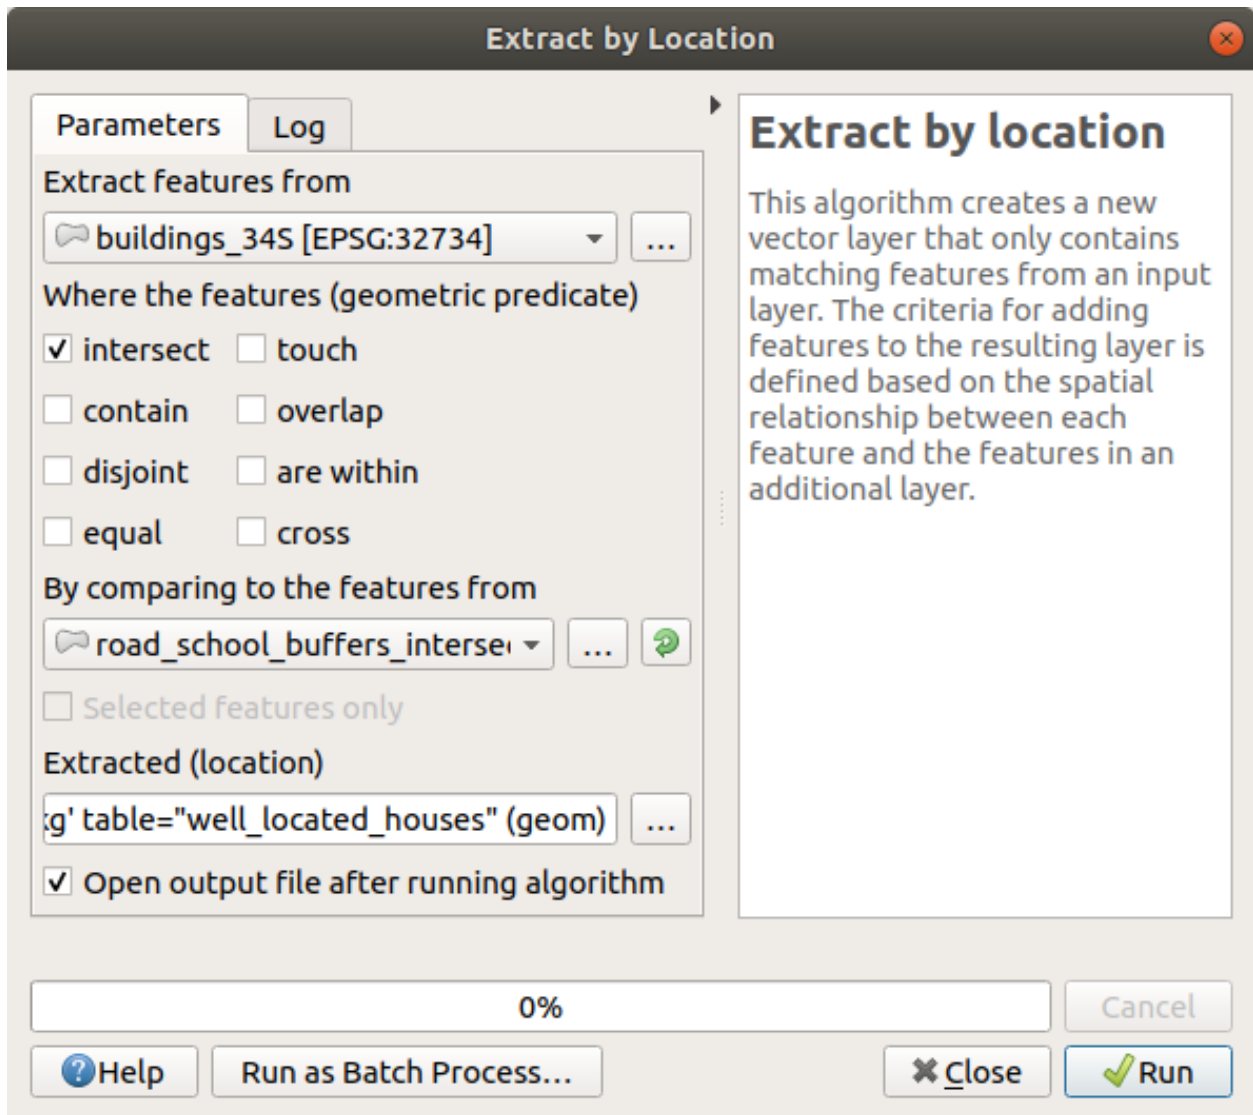 Extract by Location
Parameters
Log
Extract features from
buildings_34S [EPSG:32734]
...
Where the features (geometric predicate)
intersect
touch
contain
overlap
disjoint
are within
equal
cross
By comparing to the features from
road_school_buffers_interse
...
Selected features only
Extracted (location)
kg' table="well_located_houses" (geom)
...
Open output file after running algorithm
Extract by location
This algorithm creates a new
vector layer that only contains
matching features from an input
layer. The criteria for adding
features to the resulting layer is
defined based on the spatial
relationship between each
feature and the features in an
additional layer.
0%
Cancel
Help
Run as Batch Process...
Close
Run